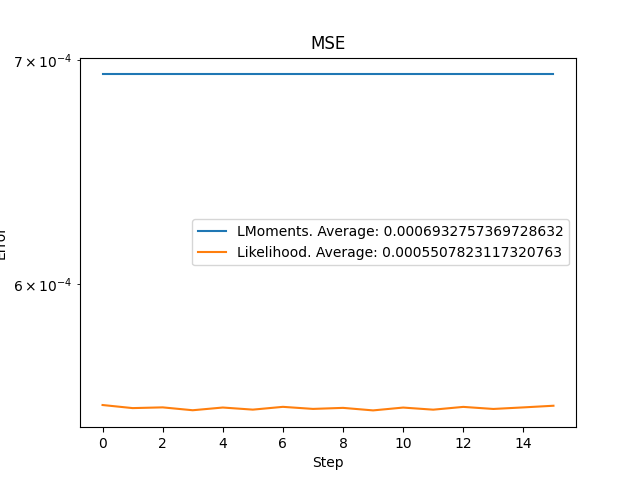 MSE
7 × 10⁻⁴
6 × 10⁻⁴
Error
LMoments. Average: 0.0006932757369728632
Likelihood. Average: 0.0005507823117320763
0 2 4 6 8 10 12 14
Step